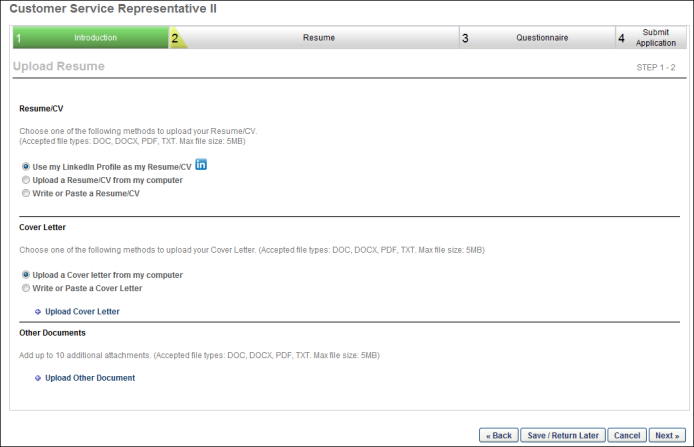 Customer Service Representative II
1 Introduction 2 Resume 3 Questionnaire 4 Submit Application
Upload Resume STEP 1 - 2
Resume/CV
Choose one of the following methods to upload your Resume/CV.
(Accepted file types: DOC, DOCX, PDF, TXT. Max file size: 5MB)
Use my LinkedIn Profile as my Resume/CV in
Upload a Resume/CV from my computer
Write or Paste a Resume/CV
Cover Letter
Choose one of the following methods to upload your Cover Letter. (Accepted file types: DOC, DOCX, PDF, TXT. Max file size: 5MB)
Upload a Cover letter from my computer
Write or Paste a Cover Letter
Upload Cover Letter
Other Documents
Add up to 10 additional attachments. (Accepted file types: DOC, DOCX, PDF, TXT. Max file size: 5MB)
Upload Other Document
« Back Save / Return Later Cancel Next »